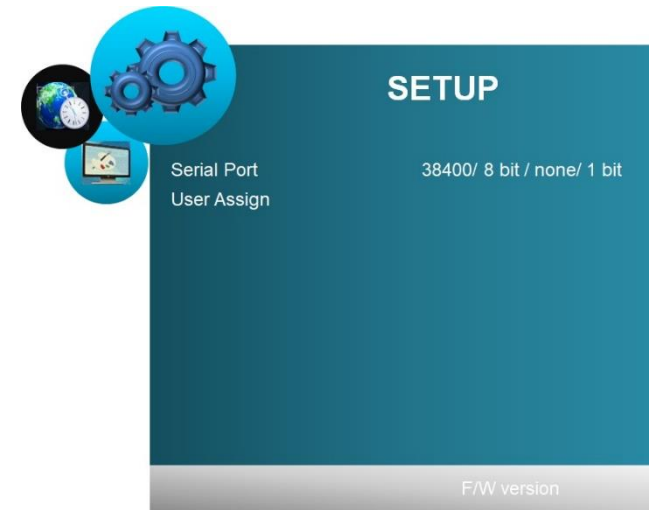 SETUP
Serial Port 38400/ 8 bit / none/ 1 bit
User Assign
F/W version